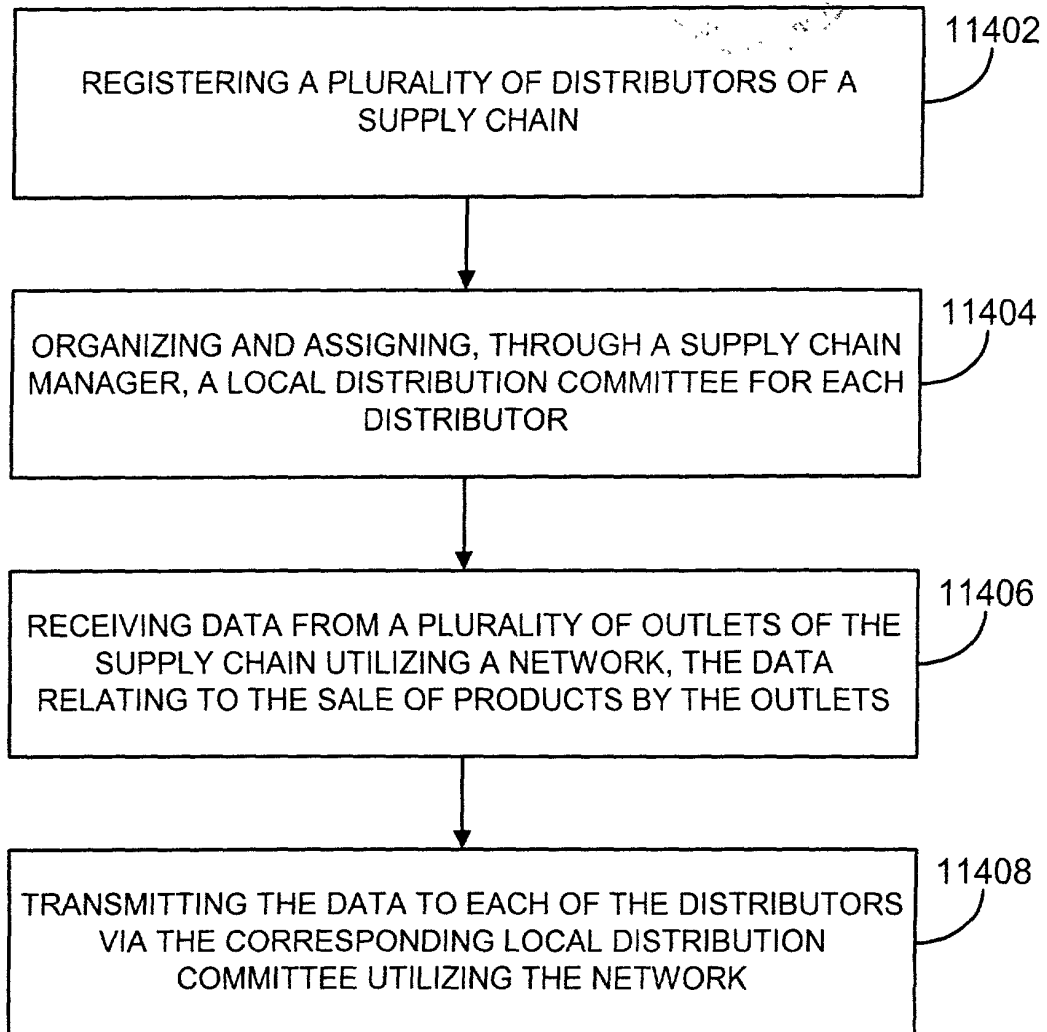 11402
REGISTERING A PLURALITY OF DISTRIBUTORS OF A
SUPPLY CHAIN
11404
ORGANIZING AND ASSIGNING, THROUGH A SUPPLY CHAIN
MANAGER, A LOCAL DISTRIBUTION COMMITTEE FOR EACH
DISTRIBUTOR
11406
RECEIVING DATA FROM A PLURALITY OF OUTLETS OF THE
SUPPLY CHAIN UTILIZING A NETWORK, THE DATA
RELATING TO THE SALE OF PRODUCTS BY THE OUTLETS
11408
TRANSMITTING THE DATA TO EACH OF THE DISTRIBUTORS
VIA THE CORRESPONDING LOCAL DISTRIBUTION
COMMITTEE UTILIZING THE NETWORK